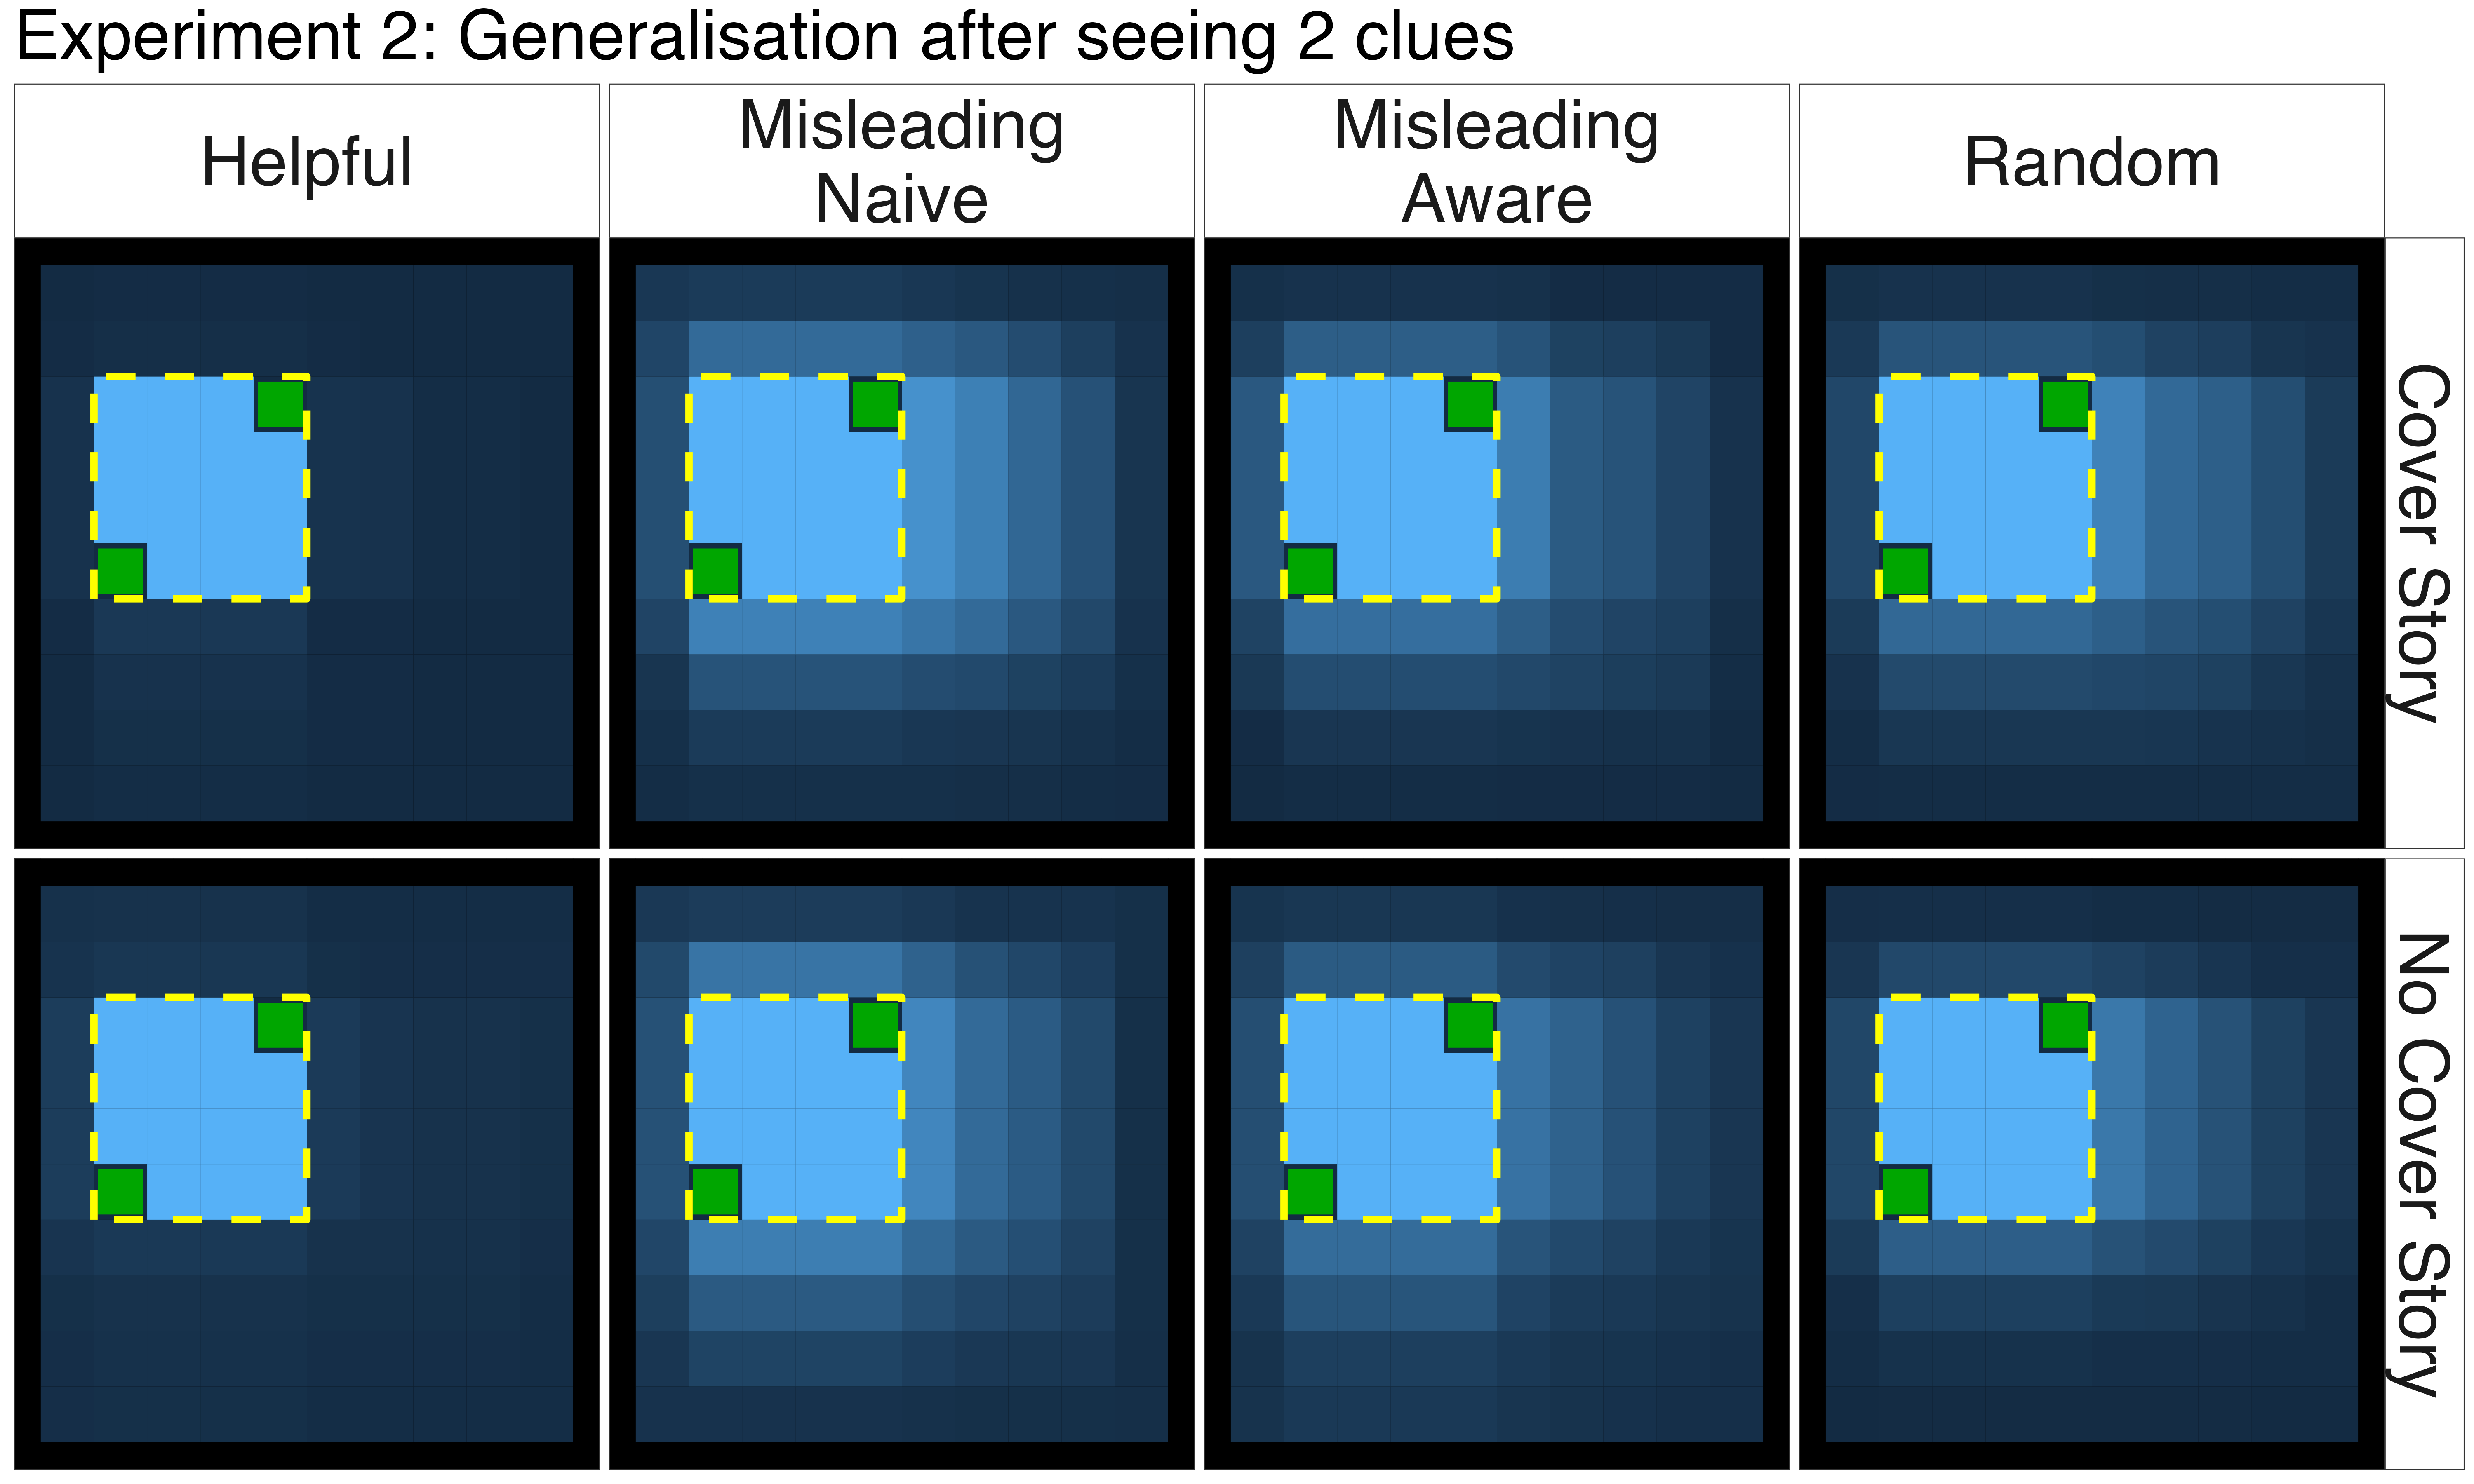 Experiment 2: Generalisation after seeing 2 clues
Helpful
Misleading
Naive
Misleading
Aware
Random
Cover Story
No Cover Story